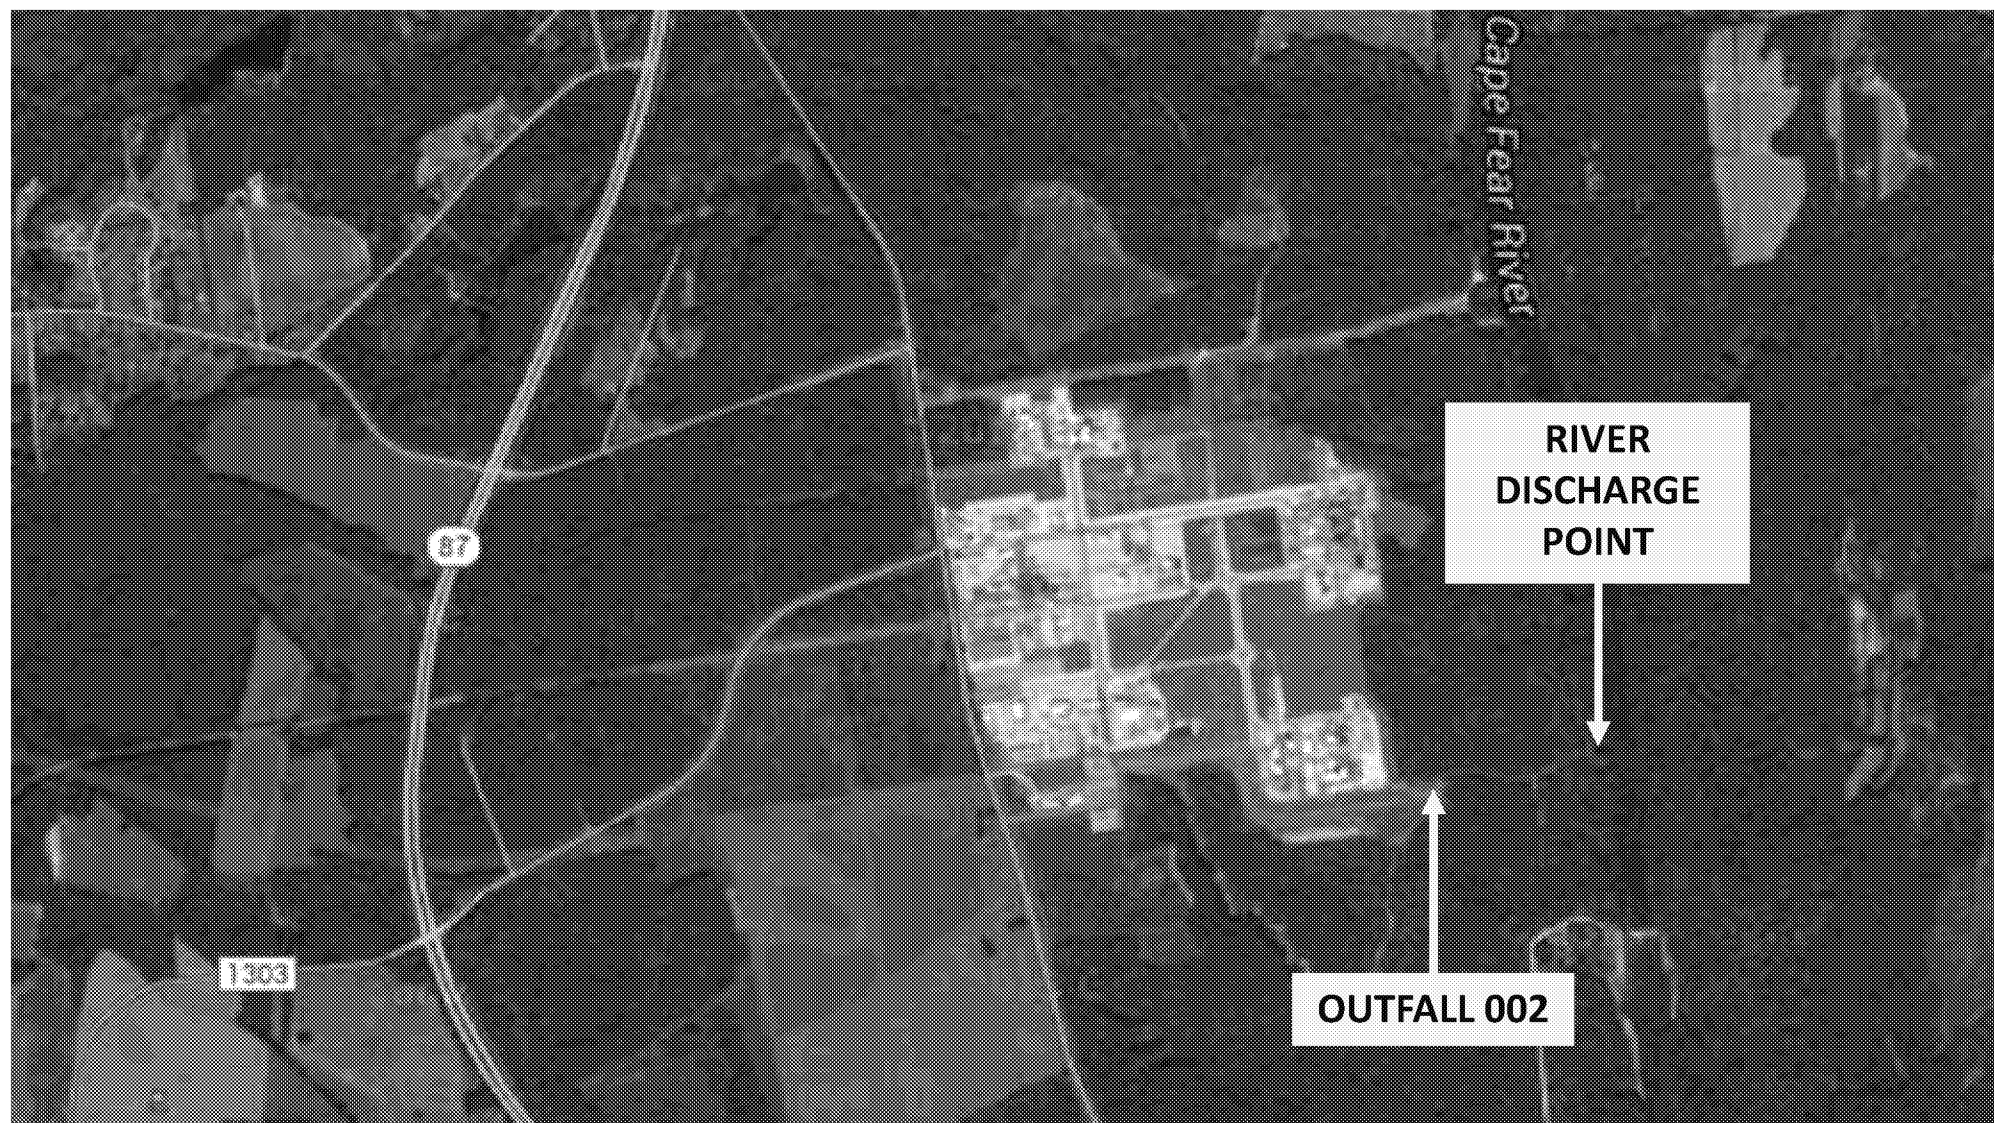 Cape Fear River
RIVER
DISCHARGE
POINT
87
1303
OUTFALL 002